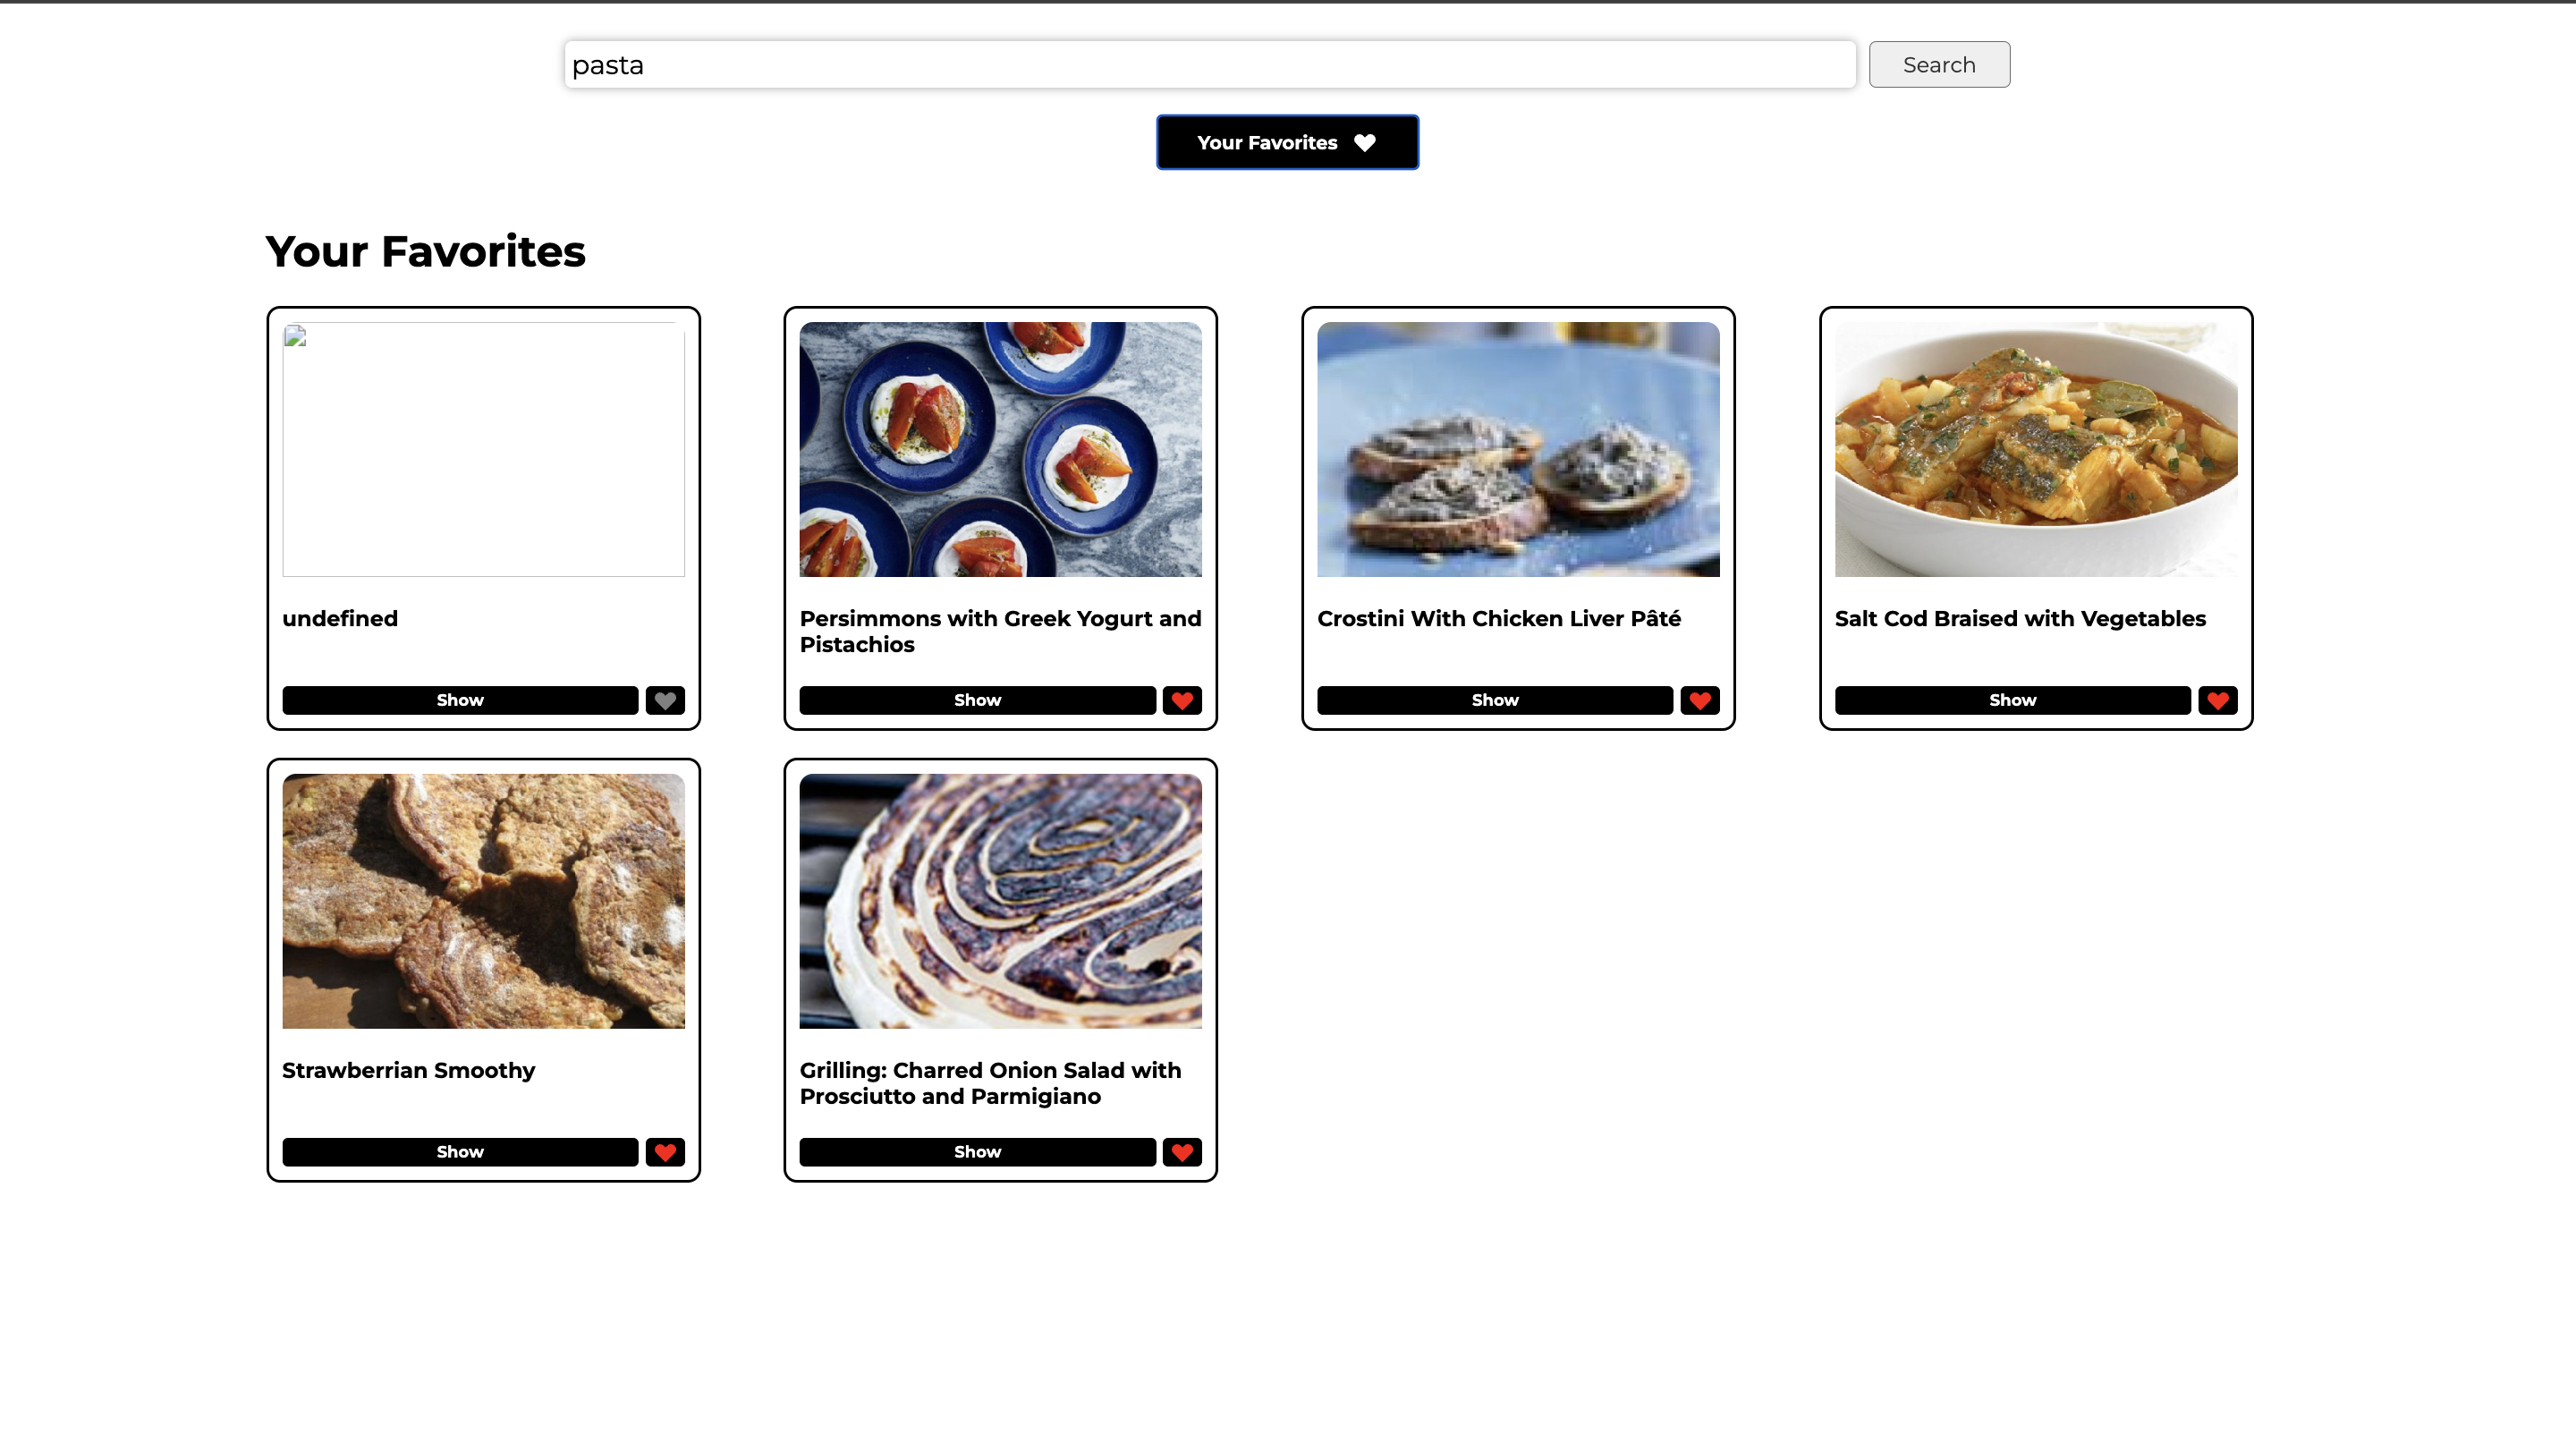 pasta
Search
Your Favorites
Your Favorites
undefined
Show
Persimmons with Greek Yogurt and
Pistachios
Show
Crostini With Chicken Liver Pâté
Show
Salt Cod Braised with Vegetables
Show
Strawberrian Smoothy
Show
Grilling: Charred Onion Salad with
Prosciutto and Parmigiano
Show